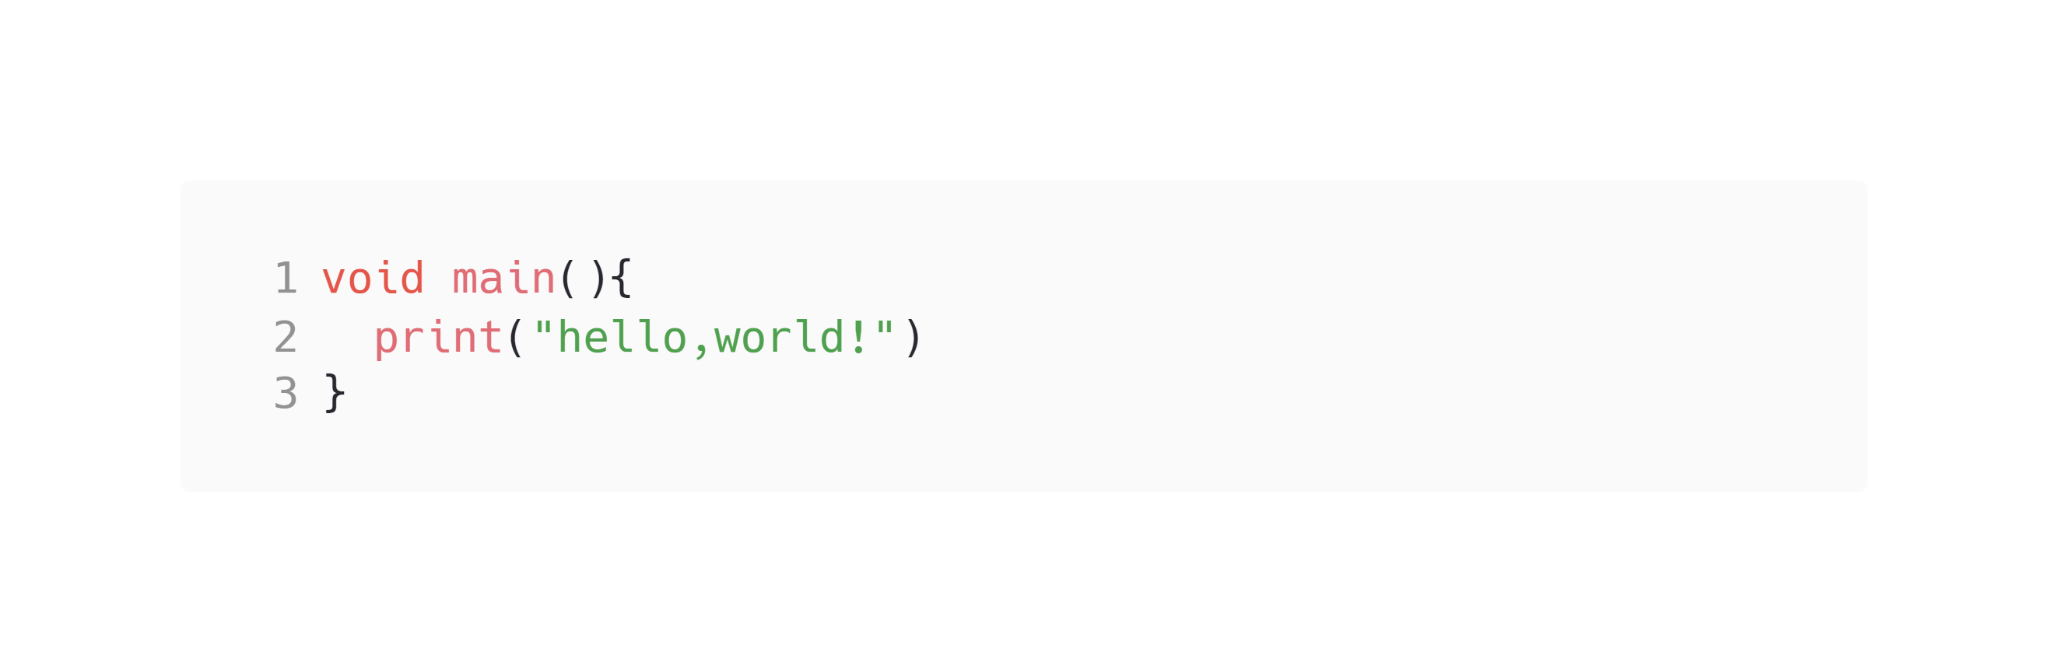 1 void main(){
2   print("hello,world!")
3 }